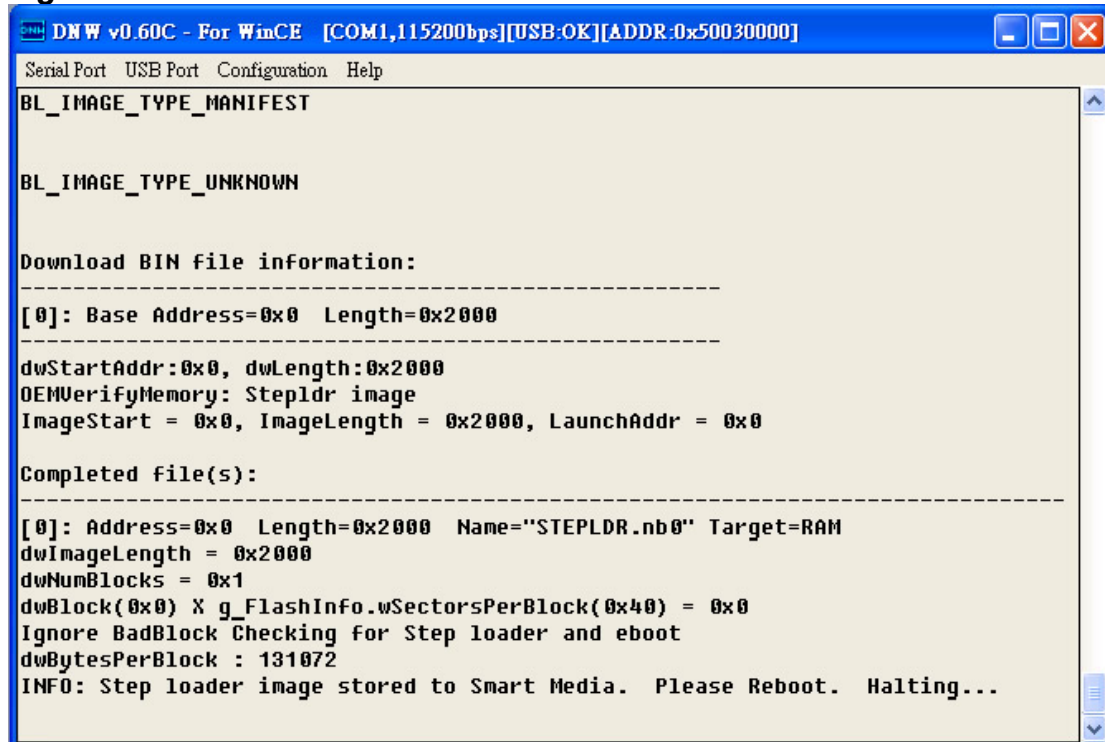 DNW v0.60C - For WinCE [COM1,115200bps][USB:OK][ADDR:0x50030000]
Serial Port USB Port Configuration Help
BL_IMAGE_TYPE_MANIFEST
BL_IMAGE_TYPE_UNKNOWN
Download BIN file information:
-----------------------------------------------------
[0]: Base Address=0x0 Length=0x2000
-----------------------------------------------------
dwStartAddr:0x0, dwLength:0x2000
OEMVerifyMemory: Stepldr image
ImageStart = 0x0, ImageLength = 0x2000, LaunchAddr = 0x0
Completed file(s):
-------------------------------------------------------------------------------
[0]: Address=0x0 Length=0x2000 Name="STEPLDR.nb0" Target=RAM
dwImageLength = 0x2000
dwNumBlocks = 0x1
dwBlock(0x0) X g_FlashInfo.wSectorsPerBlock(0x40) = 0x0
Ignore BadBlock Checking for Step loader and eboot
dwBytesPerBlock : 131072
INFO: Step loader image stored to Smart Media. Please Reboot. Halting...